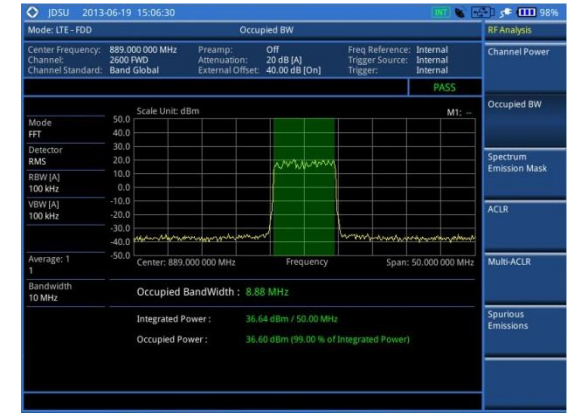 JDSU 2013-06-19 15:06:30 INT 98%
Mode: LTE - FDD Occupied BW RF Analysis
Center Frequency: 889.000 000 MHz Preamp: Off Freq Reference: Internal
Channel: 2600 FWD Attenuation: 20 dB [A] Trigger Source: Internal
Channel Standard: Band Global External Offset: 40.00 dB [On] Trigger: Internal
Channel Power
PASS
Occupied BW
Scale Unit: dBm M1: --
Mode
FFT
Detector
RMS
RBW [A]
100 kHz
VBW [A]
100 kHz
Average: 1
1
Bandwidth
10 MHz
50.0
40.0
30.0
20.0
10.0
0.0
-10.0
-20.0
-30.0
-40.0
-50.0
Center: 889.000 000 MHz Frequency Span: 50.000 000 MHz
Spectrum
Emission Mask
ACLR
Multi-ACLR
Spurious
Emissions
Occupied BandWidth : 8.88 MHz
Integrated Power : 36.64 dBm / 50.00 MHz
Occupied Power : 36.60 dBm (99.00 % of Integrated Power)